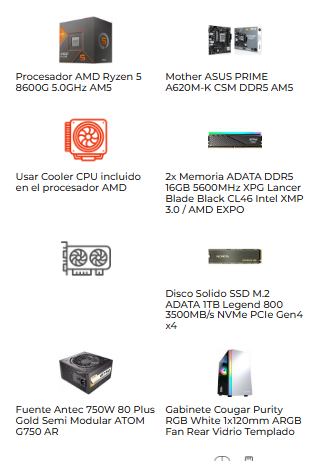 Procesador AMD Ryzen 5
8600G 5.0GHz AM5
Mother ASUS PRIME
A620M-K CSM DDR5 AM5
Usar Cooler CPU incluido
en el procesador AMD
2x Memoria ADATA DDR5
16GB 5600MHz XPG Lancer
Blade Black CL46 Intel XMP
3.0 / AMD EXPO
Disco Solido SSD M.2
ADATA 1TB Legend 800
3500MB/s NVMe PCIe Gen4
x4
Fuente Antec 750W 80 Plus
Gold Semi Modular ATOM
G750 AR
Gabinete Cougar Purity
RGB White 1x120mm ARGB
Fan Rear Vidrio Templado